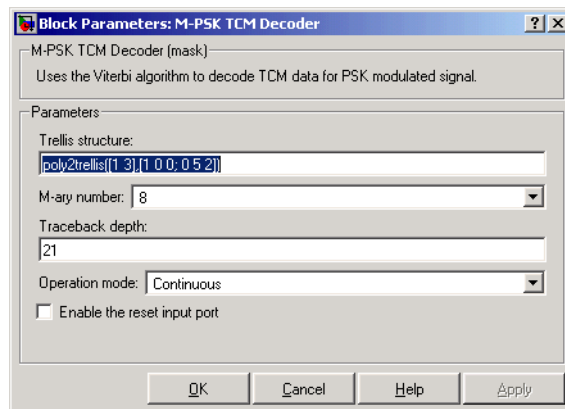 Block Parameters: M-PSK TCM Decoder
M-PSK TCM Decoder (mask)
Uses the Viterbi algorithm to decode TCM data for PSK modulated signal.
Parameters
Trellis structure:
poly2trellis([1 3],[1 0 0; 0 5 2])
M-ary number: 8
Traceback depth:
21
Operation mode: Continuous
Enable the reset input port
OK Cancel Help Apply